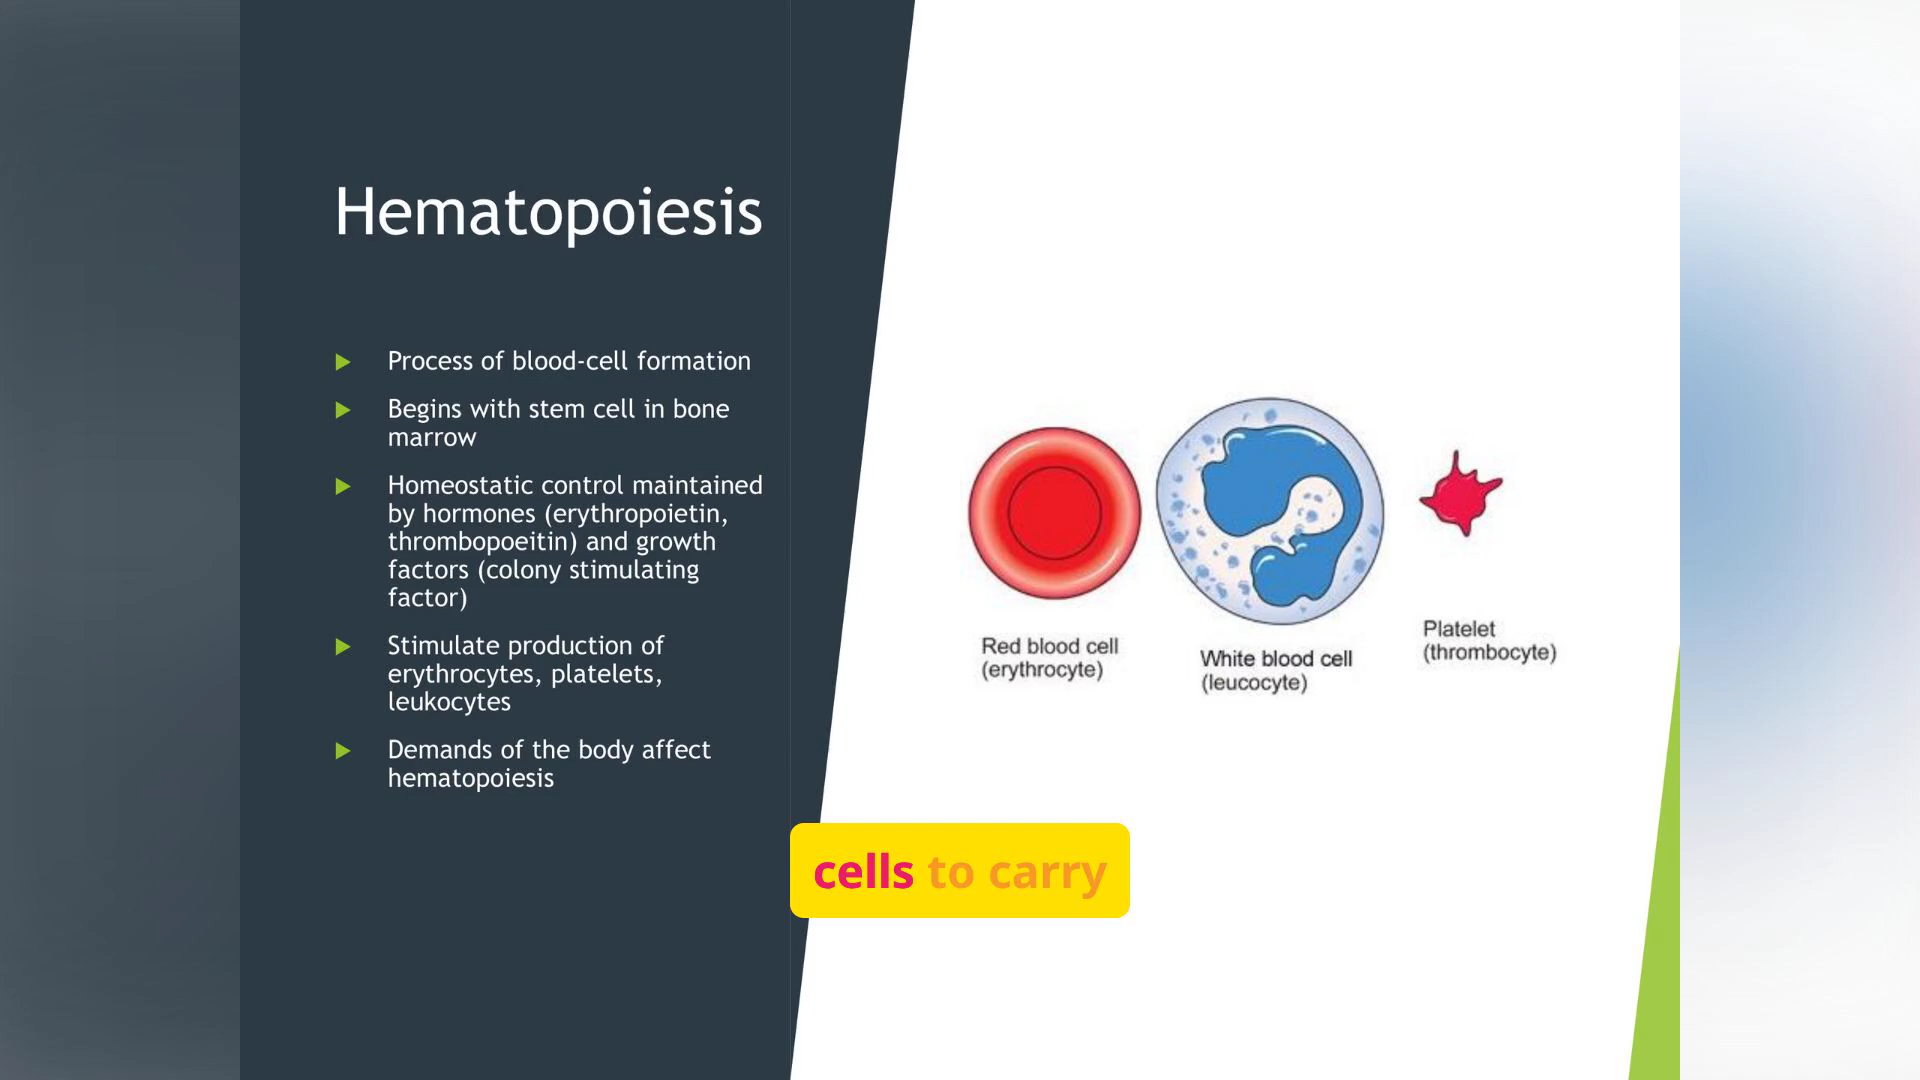 Hematopoiesis
Process of blood-cell formation
Begins with stem cell in bone
marrow
Homeostatic control maintained
by hormones (erythropoietin,
thrombopoeitin) and growth
factors (colony stimulating
factor)
Stimulate production of
erythrocytes, platelets,
leukocytes
Demands of the body affect
hematopoiesis
Red blood cell
(erythrocyte)
White blood cell
(leucocyte)
Platelet
(thrombocyte)
cells to carry